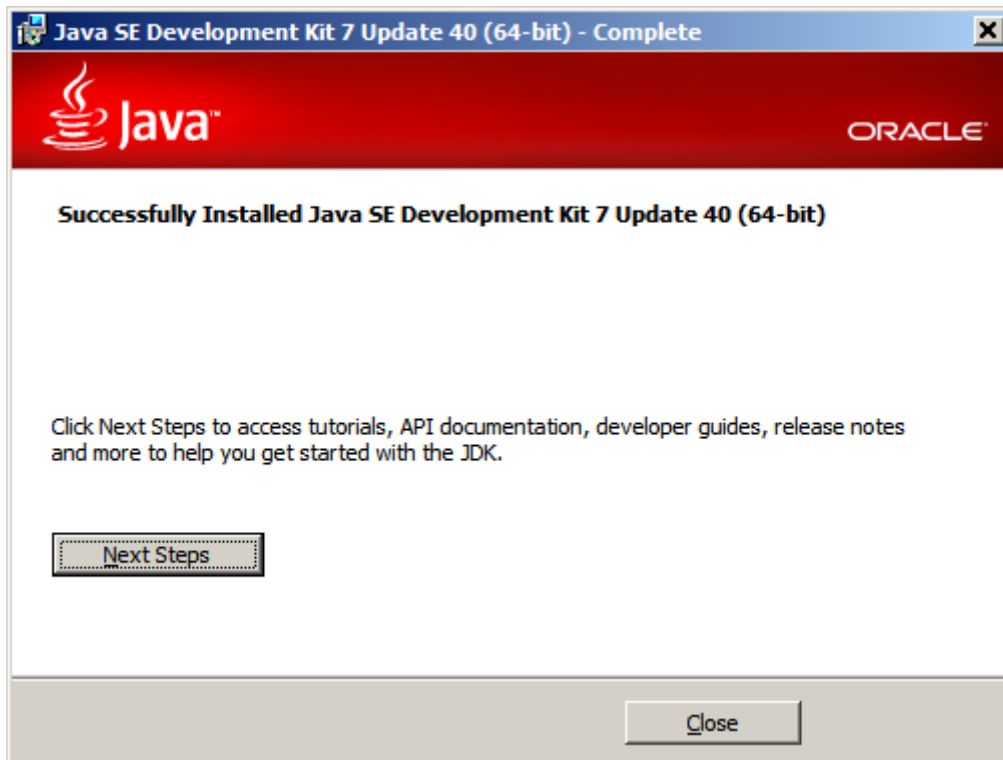 Java SE Development Kit 7 Update 40 (64-bit) - Complete
Java™
ORACLE®
Successfully Installed Java SE Development Kit 7 Update 40 (64-bit)
Click Next Steps to access tutorials, API documentation, developer guides, release notes
and more to help you get started with the JDK.
Next Steps
Close